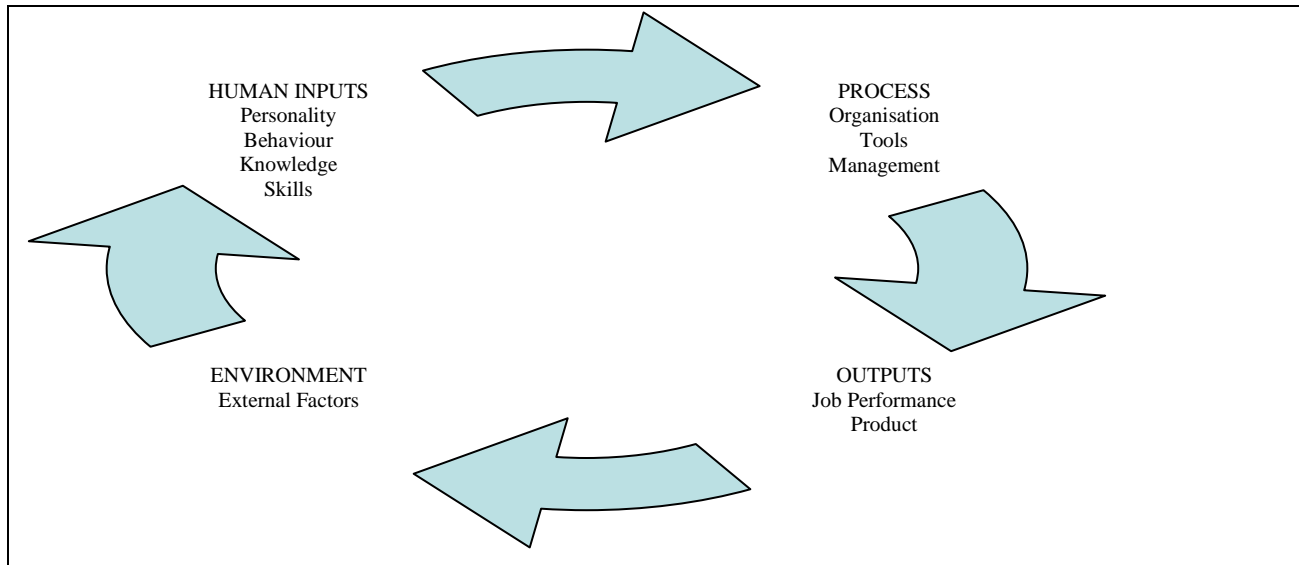 HUMAN INPUTS
Personality
Behaviour
Knowledge
Skills
PROCESS
Organisation
Tools
Management
ENVIRONMENT
External Factors
OUTPUTS
Job Performance
Product